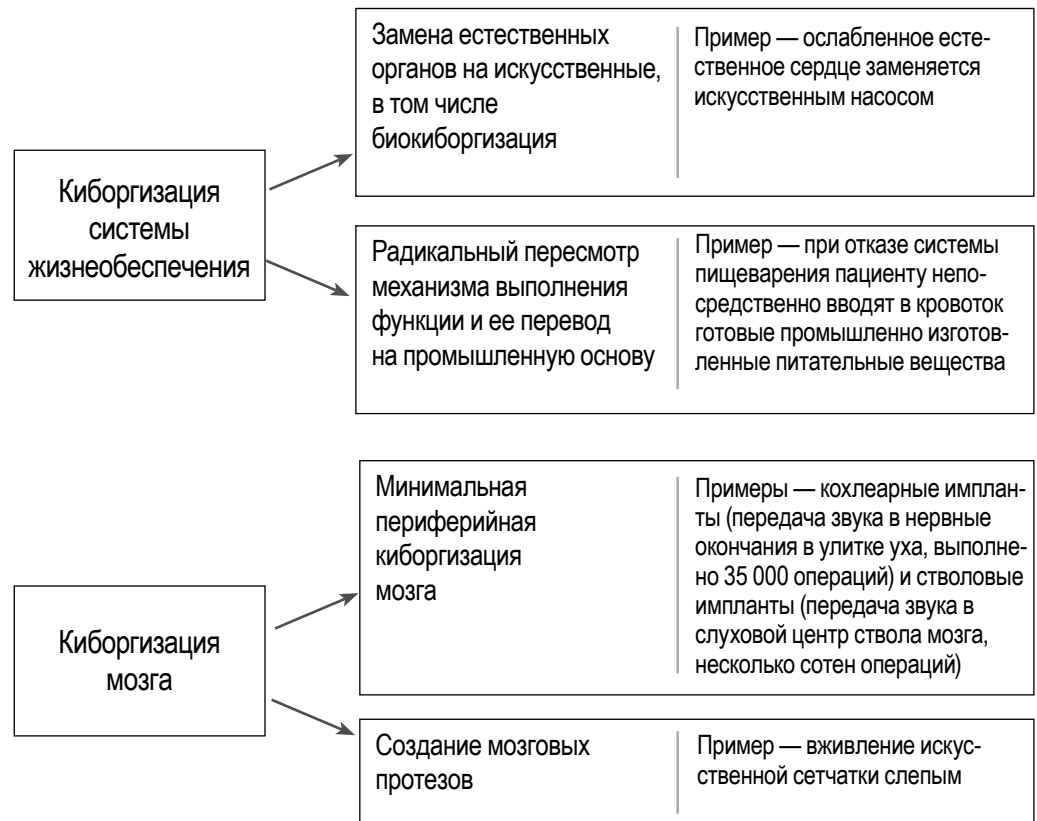 Замена естественных
органов на искусственные,
в том числе
биокиборгизация
Пример — ослабленное есте-
ственное сердце заменяется
искусственным насосом
Киборгизация
системы
жизнеобеспечения
Радикальный пересмотр
механизма выполнения
функции и ее перевод
на промышленную основу
Пример — при отказе системы
пищеварения пациенту непо-
средственно вводят в кровоток
готовые промышленно изготов-
ленные питательные вещества
Минимальная
периферийная
киборгизация
мозга
Примеры — кохлеарные имплан-
ты (передача звука в нервные
окончания в улитке уха, выполне-
но 35 000 операций) и стволовые
импланты (передача звука в
слуховой центр ствола мозга,
несколько сотен операций)
Киборгизация
мозга
Создание мозговых
протезов
Пример — вживление искус-
ственной сетчатки слепым